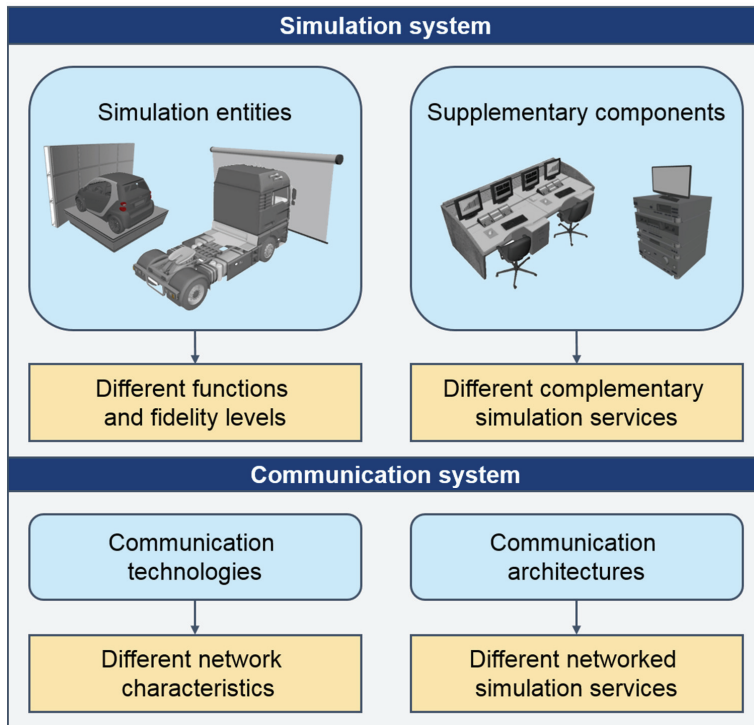 Simulation system
Simulation entities
Supplementary components
Different functions
and fidelity levels
Different complementary
simulation services
Communication system
Communication
technologies
Communication
architectures
Different network
characteristics
Different networked
simulation services